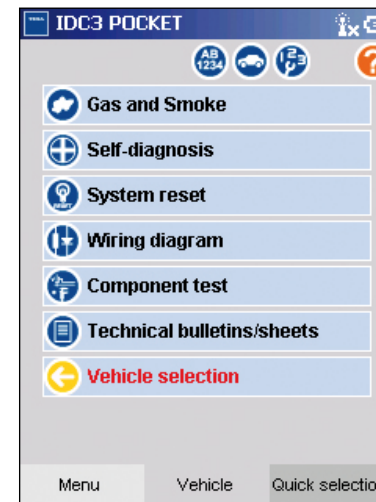 IDC3 POCKET
AB
1234
Gas and Smoke
Self-diagnosis
System reset
Wiring diagram
Component test
Technical bulletins/sheets
Vehicle selection
Menu
Vehicle
Quick selectio